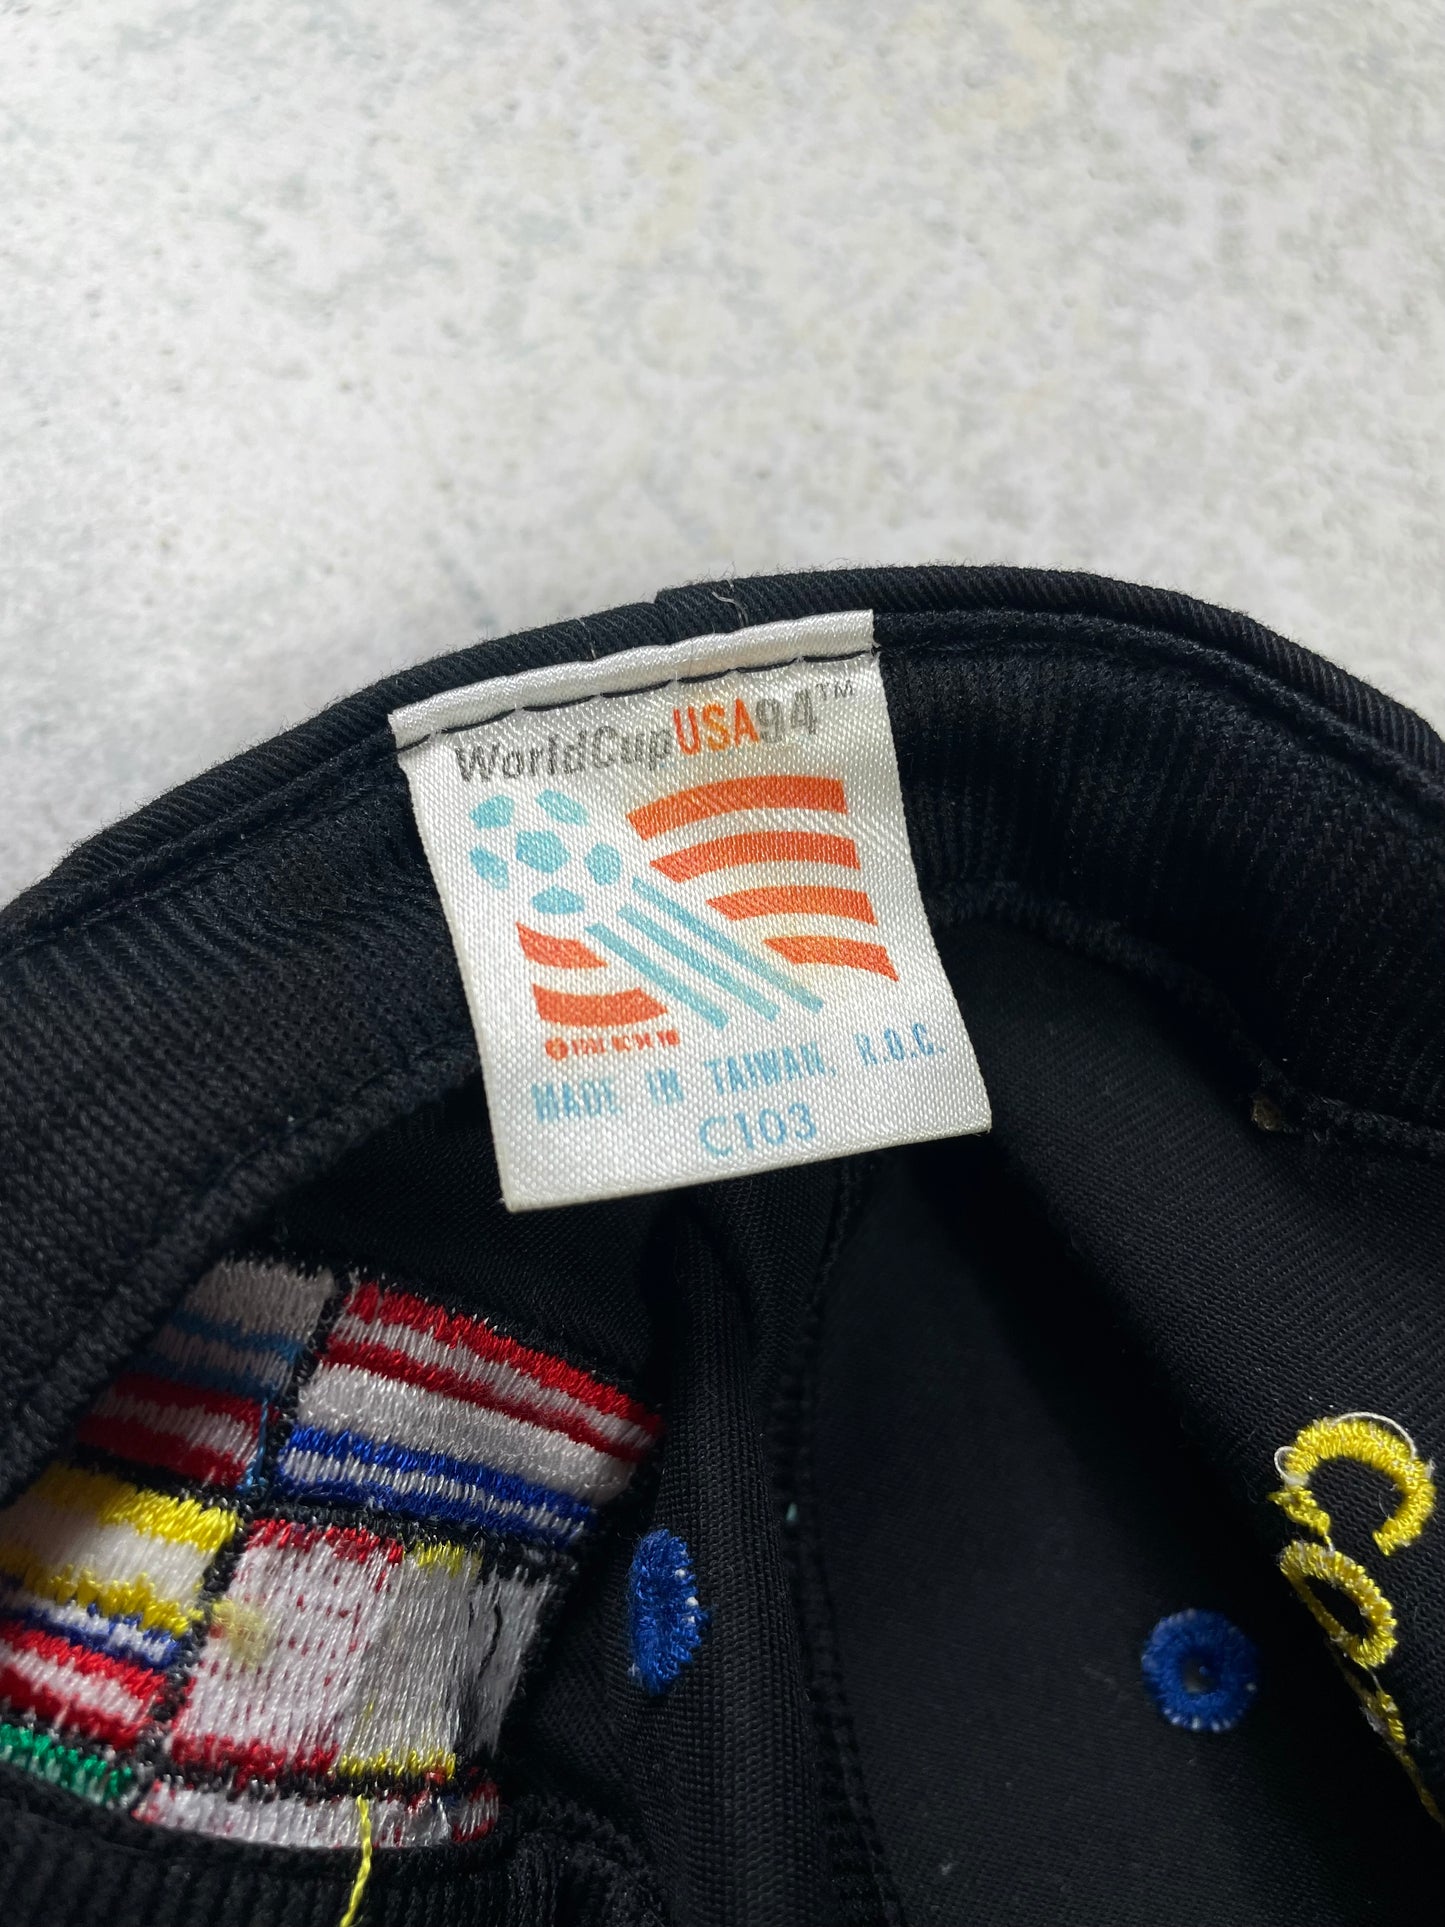 WorldCupUSA94™
MADE IN TAIWAN, R.O.C.
C103